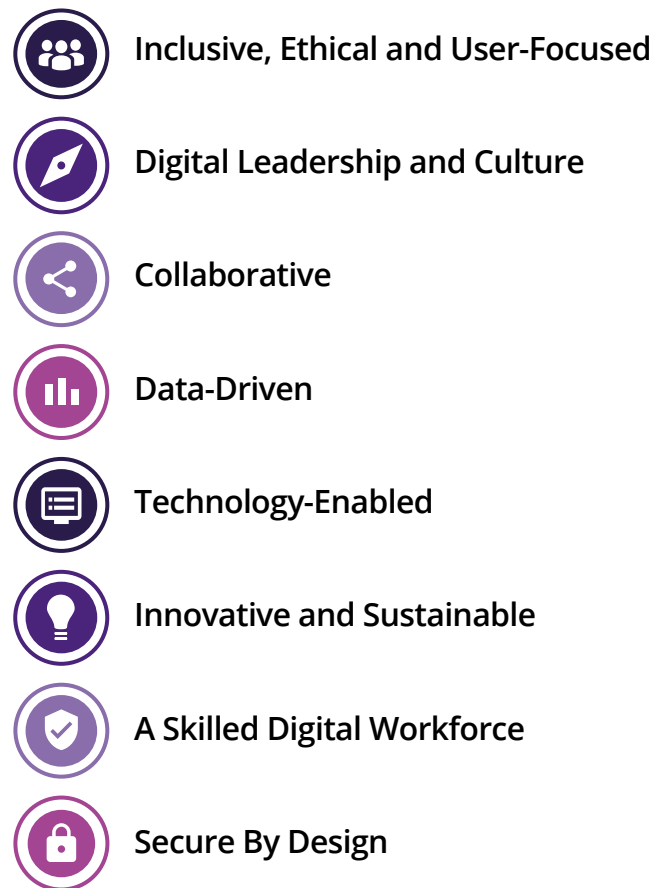 Inclusive, Ethical and User-Focused
Digital Leadership and Culture
Collaborative
Data-Driven
Technology-Enabled
Innovative and Sustainable
A Skilled Digital Workforce
Secure By Design